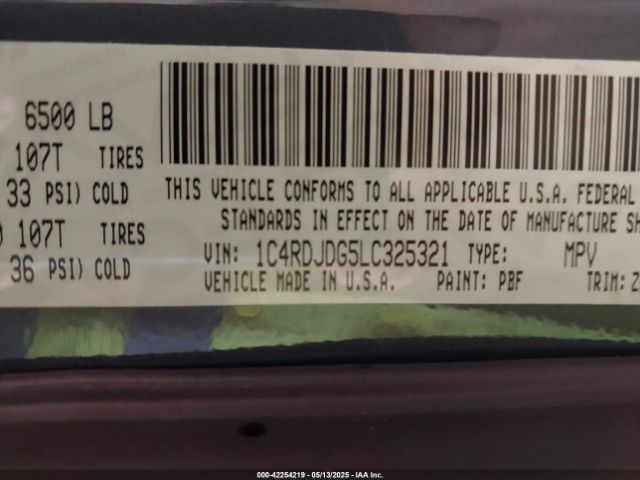 6500 LB
107T TIRES
33 PSI) COLD
) 107T TIRES
36 PSI) COLD
THIS VEHICLE CONFORMS TO ALL APPLICABLE U.S.A. FEDERAL
STANDARDS IN EFFECT ON THE DATE OF MANUFACTURE SH
VIN: 1C4RDJDG5LC325321 TYPE: MPV
VEHICLE MADE IN U.S.A. PAINT: PBF TRIM: Z
000-42254219 - 05/13/2025 - IAA Inc.